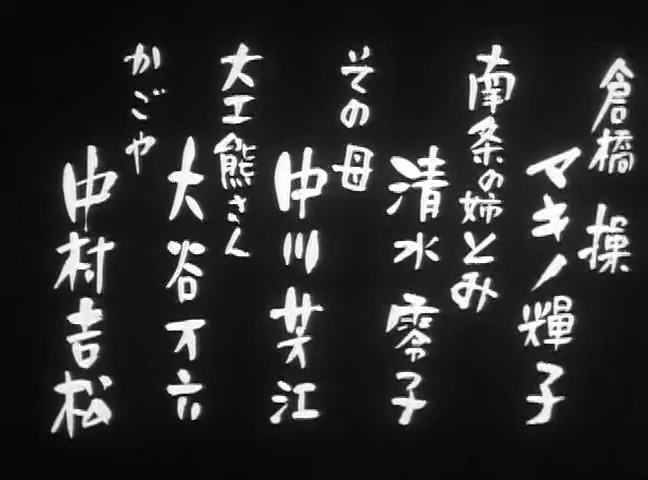 倉橋 操
マキノ輝子
南条の姉とみ
清水零子
その母
中川芳江
大工熊さん
大谷万六
かごや
中村吉松